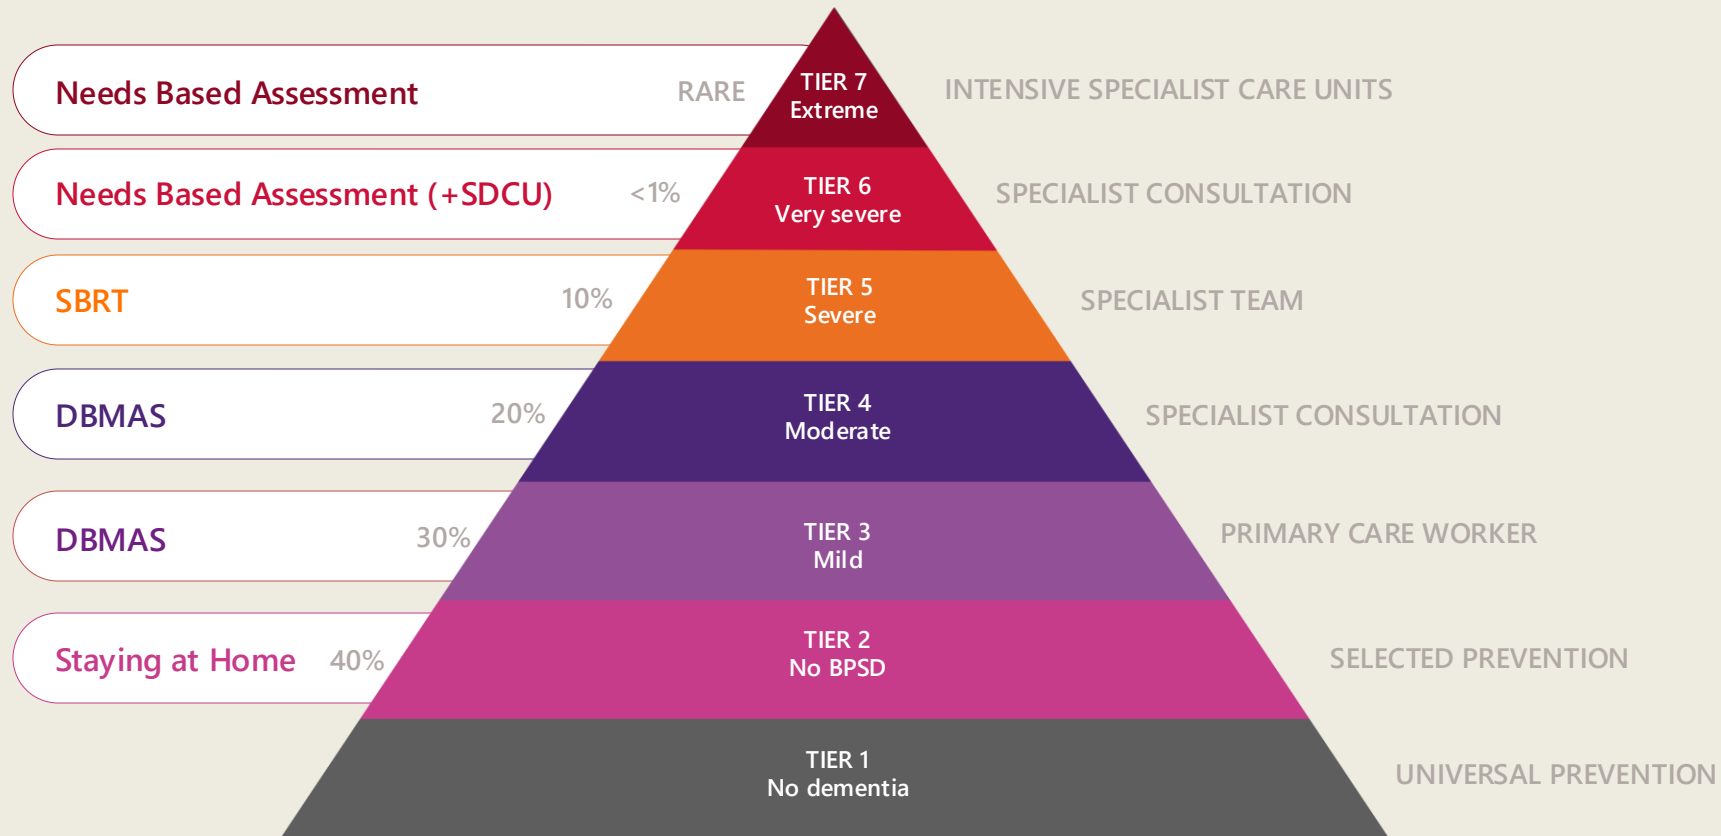 Needs Based Assessment RARE
TIER 7
Extreme
INTENSIVE SPECIALIST CARE UNITS
Needs Based Assessment (+SDCU) <1%
TIER 6
Very severe
SPECIALIST CONSULTATION
SBRT 10%
TIER 5
Severe
SPECIALIST TEAM
DBMAS 20%
TIER 4
Moderate
SPECIALIST CONSULTATION
DBMAS 30%
TIER 3
Mild
PRIMARY CARE WORKER
Staying at Home 40%
TIER 2
No BPSD
SELECTED PREVENTION
TIER 1
No dementia
UNIVERSAL PREVENTION